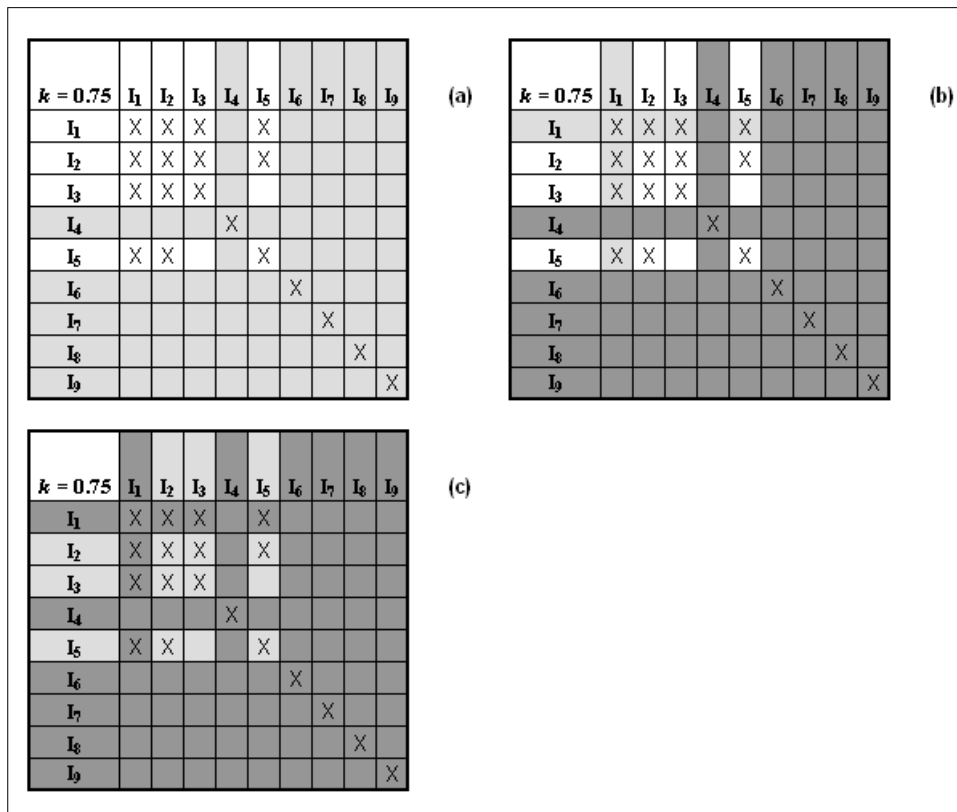 k = 0.75 I₁ I₂ I₃ I₄ I₅ I₆ I₇ I₈ I₉ (a)
I₁ X X X X
I₂ X X X X
I₃ X X X
I₄ X
I₅ X X X
I₆ X
I₇ X
I₈ X
I₉ X
k = 0.75 I₁ I₂ I₃ I₄ I₅ I₆ I₇ I₈ I�9 (b)
I₁ X X X X
I₂ X X X X
I₃ X X X
I₄ X
I₅ X X X
I₆ X
I₇ X
I₈ X
I₉ X
k = 0.75 I₁ I₂ I₃ I₄ I₅ I₆ I₇ I₈ I₉ (c)
I₁ X X X X
I₂ X X X X
I₃ X X X
I₄ X
I₅ X X X
I₆ X
I₇ X
I₈ X
I₉ X